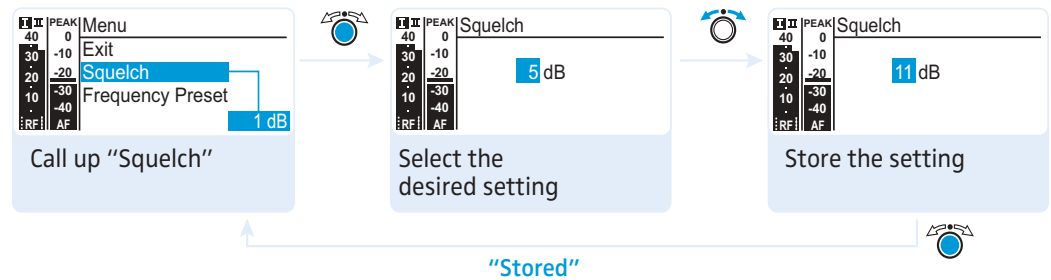 I II PEAK Menu
40 0
30 -10 Exit
20 -20 Squelch
10 -30 Frequency Preset
-40
RF AF 1 dB
Call up "Squelch"
I II PEAK Squelch
40 0
30 -10
20 -20 5 dB
10 -30
-40
RF AF
Select the
desired setting
I II PEAK Squelch
40 0
30 -10
20 -20 11 dB
10 -30
-40
RF AF
Store the setting
"Stored"